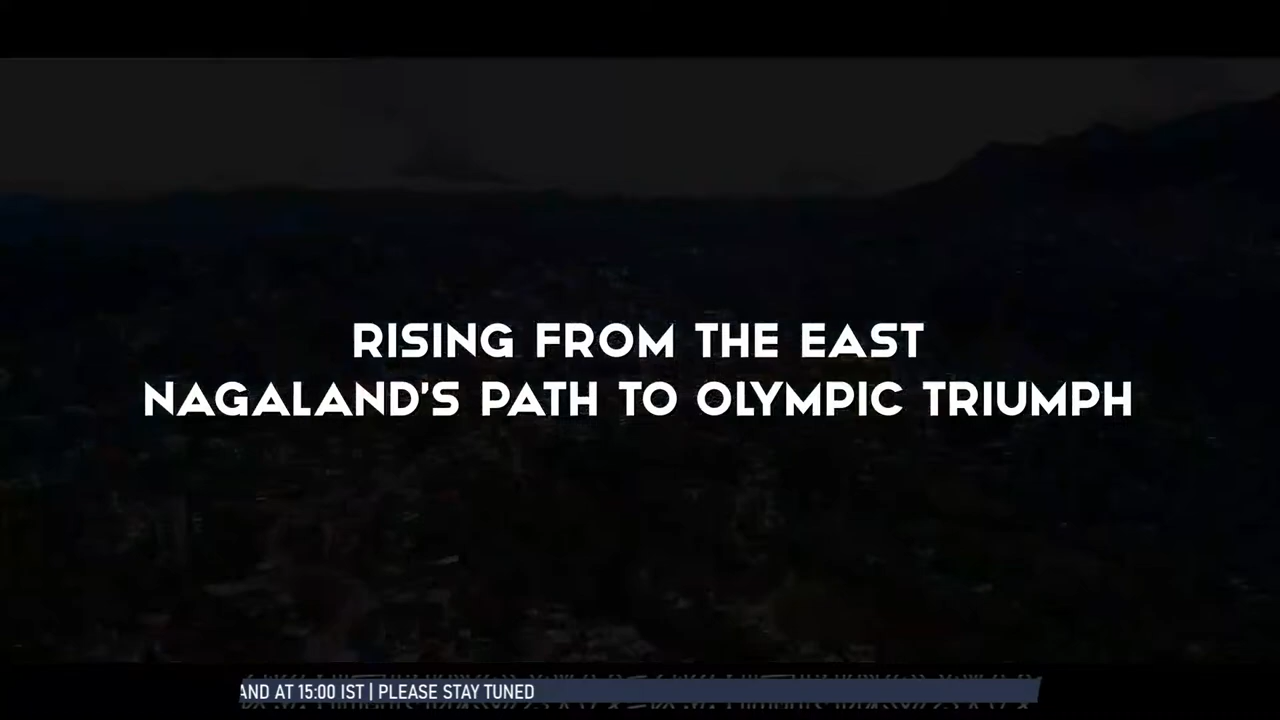 RISING FROM THE EAST
NAGALAND'S PATH TO OLYMPIC TRIUMPH
AND AT 15:00 IST | PLEASE STAY TUNED